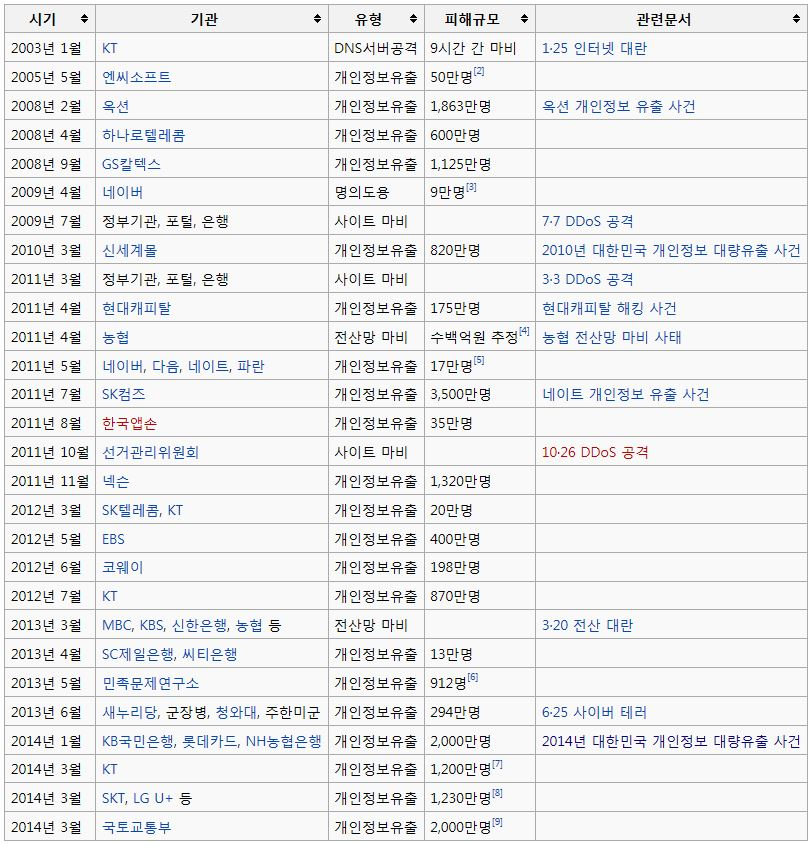 시기 기관 유형 피해규모 관련문서
2003년 1월 KT DNS서버공격 9시간 간 마비 1·25 인터넷 대란
2005년 5월 엔씨소프트 개인정보유출 50만명[2]
2008년 2월 옥션 개인정보유출 1,863만명 옥션 개인정보 유출 사건
2008년 4월 하나로텔레콤 개인정보유출 600만명
2008년 9월 GS칼텍스 개인정보유출 1,125만명
2009년 4월 네이버 명의도용 9만명[3]
2009년 7월 정부기관, 포털, 은행 사이트 마비 7·7 DDoS 공격
2010년 3월 신세계몰 개인정보유출 820만명 2010년 대한민국 개인정보 대량유출 사건
2011년 3월 정부기관, 포털, 은행 사이트 마비 3·3 DDoS 공격
2011년 4월 현대캐피탈 개인정보유출 175만명 현대캐피탈 해킹 사건
2011년 4월 농협 전산망 마비 수백억원 추정[4] 농협 전산망 마비 사태
2011년 5월 네이버, 다음, 네이트, 파란 개인정보유출 17만명[5]
2011년 7월 SK컴즈 개인정보유출 3,500만명 네이트 개인정보 유출 사건
2011년 8월 한국앱손 개인정보유출 35만명
2011년 10월 선거관리위원회 사이트 마비 10·26 DDoS 공격
2011년 11월 넥슨 개인정보유출 1,320만명
2012년 3월 SK텔레콤, KT 개인정보유출 20만명
2012년 5월 EBS 개인정보유출 400만명
2012년 6월 코웨이 개인정보유출 198만명
2012년 7월 KT 개인정보유출 870만명
2013년 3월 MBC, KBS, 신한은행, 농협 등 전산망 마비 3·20 전산 대란
2013년 4월 SC제일은행, 씨티은행 개인정보유출 13만명
2013년 5월 민족문제연구소 개인정보유출 912명[6]
2013년 6월 새누리당, 군장병, 청와대, 주한미군 개인정보유출 294만명 6·25 사이버 테러
2014년 1월 KB국민은행, 롯데카드, NH농협은행 개인정보유출 2,000만명 2014년 대한민국 개인정보 대량유출 사건
2014년 3월 KT 개인정보유출 1,200만명[7]
2014년 3월 SKT, LG U+ 등 개인정보유출 1,230만명[8]
2014년 3월 국토교통부 개인정보유출 2,000만명[9]